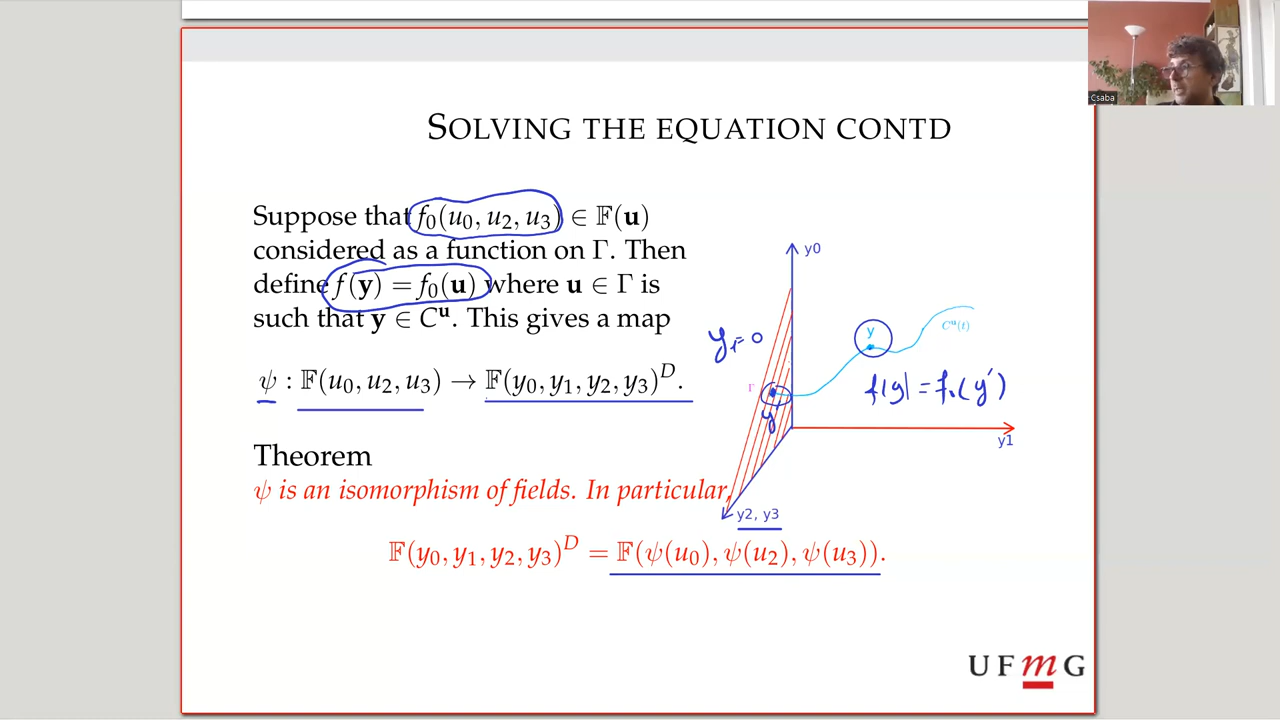 SOLVING THE EQUATION CONTD
Suppose that f₀(u₀, u₂, u₃) ∈ 𝔽(𝐮)
considered as a function on Γ. Then
define f(𝐲) = f₀(𝐮) where 𝐮 ∈ Γ is
such that 𝐲 ∈ C^𝐮. This gives a map
ψ : 𝔽(u₀, u₂, u₃) → 𝔽(y₀, y₁, y₂, y₃)^D.
Theorem
ψ is an isomorphism of fields. In particular,
𝔽(y₀, y₁, y₂, y₃)^D = 𝔽(ψ(u₀), ψ(u₂), ψ(u₃)).
y0
y₁=0
y
C^𝐮(t)
Γ
y'
f(y) = f₀(y')
y1
y2, y3
UFmG
Csaba